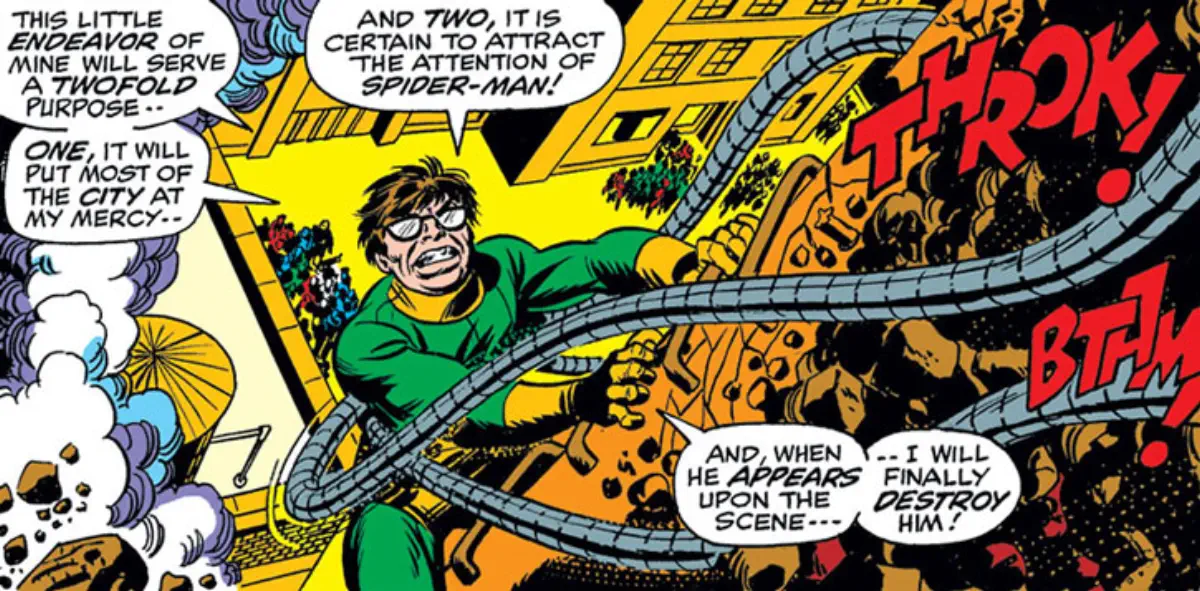 THIS LITTLE
ENDEAVOR OF
MINE WILL SERVE
A TWOFOLD
PURPOSE--
ONE, IT WILL
PUT MOST OF
THE CITY AT
MY MERCY--
AND TWO, IT IS
CERTAIN TO ATTRACT
THE ATTENTION OF
SPIDER-MAN!
THROK!
BTHM!
AND, WHEN
HE APPEARS
UPON THE
SCENE---
-- I WILL
FINALLY
DESTROY
HIM!